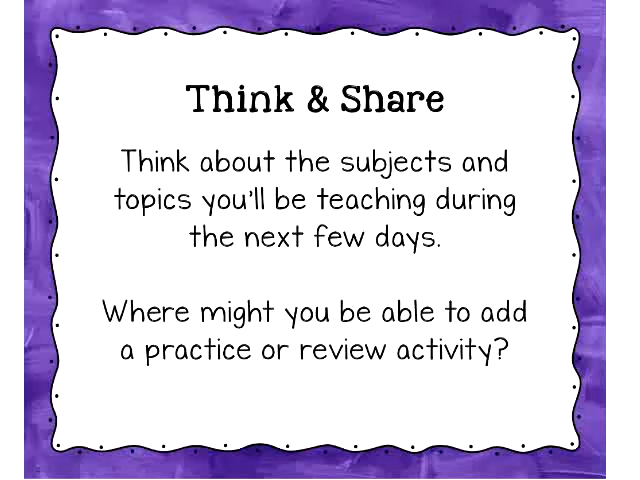 Think & Share
Think about the subjects and
topics you'll be teaching during
the next few days.
Where might you be able to add
a practice or review activity?